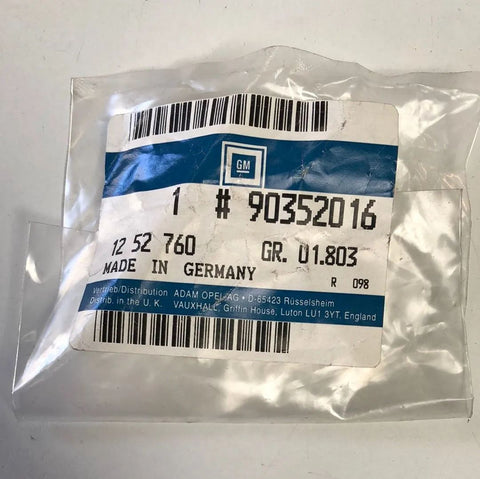 GM
1 # 90352016
12 52 760 GR. 01.803
MADE IN GERMANY R 098
Vertrieb/Distribution ADAM OPEL AG • D-65423 Rüsselsheim
Distrib. in the U. K. VAUXHALL, Griffin House, Luton LU1 3YT, England